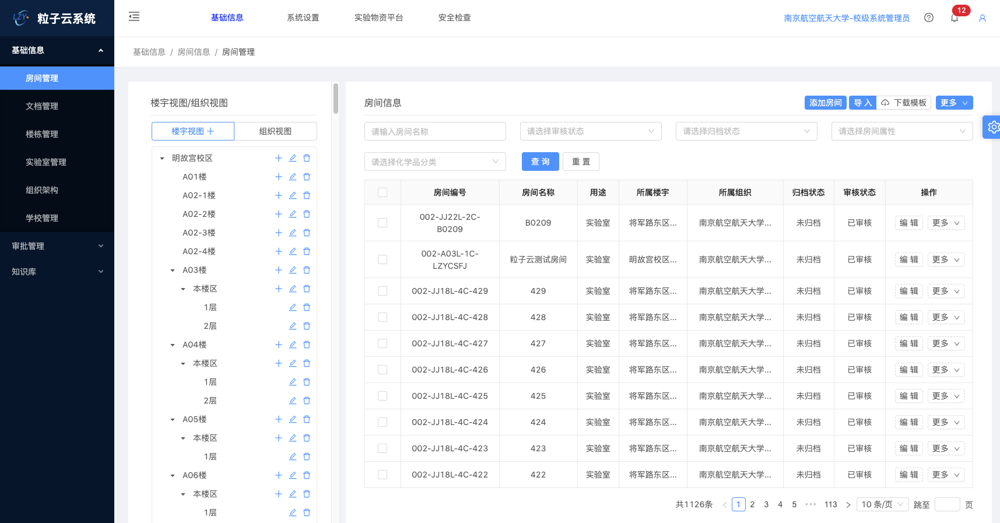 LZY 粒子云系统
基础信息 系统设置 实验物资平台 安全检查
南京航空航天大学-校级系统管理员 12
基础信息
房间管理
文档管理
楼栋管理
实验室管理
组织架构
学校管理
审批管理
知识库
基础信息 / 房间信息 / 房间管理
楼宇视图/组织视图
楼宇视图 组织视图
明故宫校区
A01楼
A02-1楼
A02-2楼
A02-3楼
A02-4楼
A03楼
本楼区
1层
2层
A04楼
本楼区
1层
2层
A05楼
本楼区
1层
A06楼
本楼区
1层
房间信息
添加房间 导 入 下载模板 更多
请输入房间名称 请选择审核状态 请选择归档状态 请选择房间属性
请选择化学品分类 查 询 重 置
房间编号 房间名称 用途 所属楼宇 所属组织 归档状态 审核状态 操作
002-JJ22L-2C-
B0209 B0209 实验室 将军路东区... 南京航空航天大学... 未归档 已审核 编 辑 更多
002-A03L-1C-
LZYCSFJ 粒子云测试房间 实验室 明故宫校区... 南京航空航天大学... 未归档 已审核 编 辑 更多
002-JJ18L-4C-429 429 实验室 将军路东区... 南京航空航天大学... 未归档 已审核 编 辑 更多
002-JJ18L-4C-428 428 实验室 将军路东区... 南京航空航天大学... 未归档 已审核 编 辑 更多
002-JJ18L-4C-427 427 实验室 将军路东区... 南京航空航天大学... 未归档 已审核 编 辑 更多
002-JJ18L-4C-426 426 实验室 将军路东区... 南京航空航天大学... 未归档 已审核 编 辑 更多
002-JJ18L-4C-425 425 实验室 将军路东区... 南京航空航天大学... 未归档 已审核 编 辑 更多
002-JJ18L-4C-424 424 实验室 将军路东区... 南京航空航天大学... 未归档 已审核 编 辑 更多
002-JJ18L-4C-423 423 实验室 将军路东区... 南京航空航天大学... 未归档 已审核 编 辑 更多
002-JJ18L-4C-422 422 实验室 将军路东区... 南京航空航天大学... 未归档 已审核 编 辑 更多
共1126条 < 1 2 3 4 5 ••• 113 > 10 条/页 跳至 页